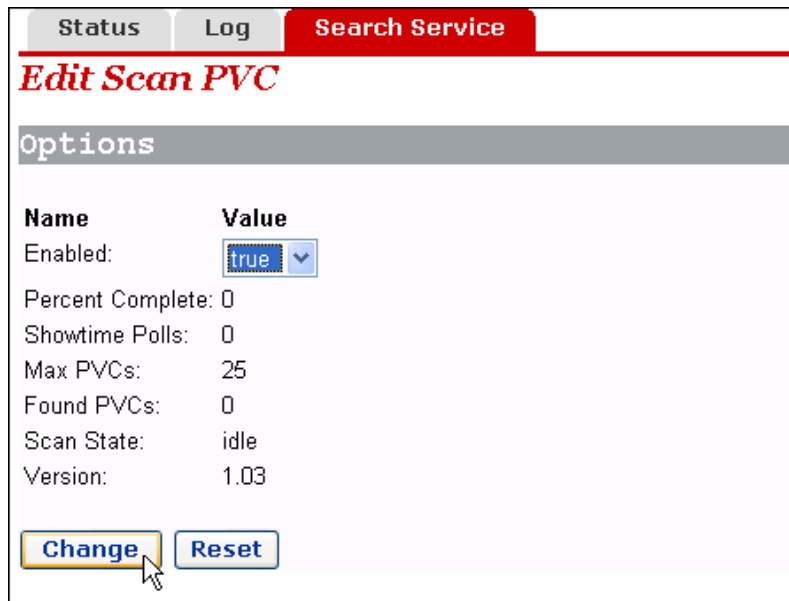 Status Log Search Service
Edit Scan PVC
Options
Name Value
Enabled: true
Percent Complete: 0
Showtime Polls: 0
Max PVCs: 25
Found PVCs: 0
Scan State: idle
Version: 1.03
Change Reset